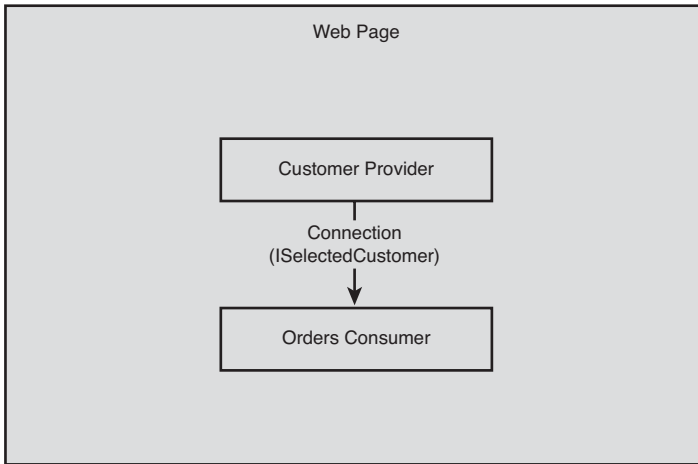 Web Page
Customer Provider
Connection
(ISelectedCustomer)
Orders Consumer